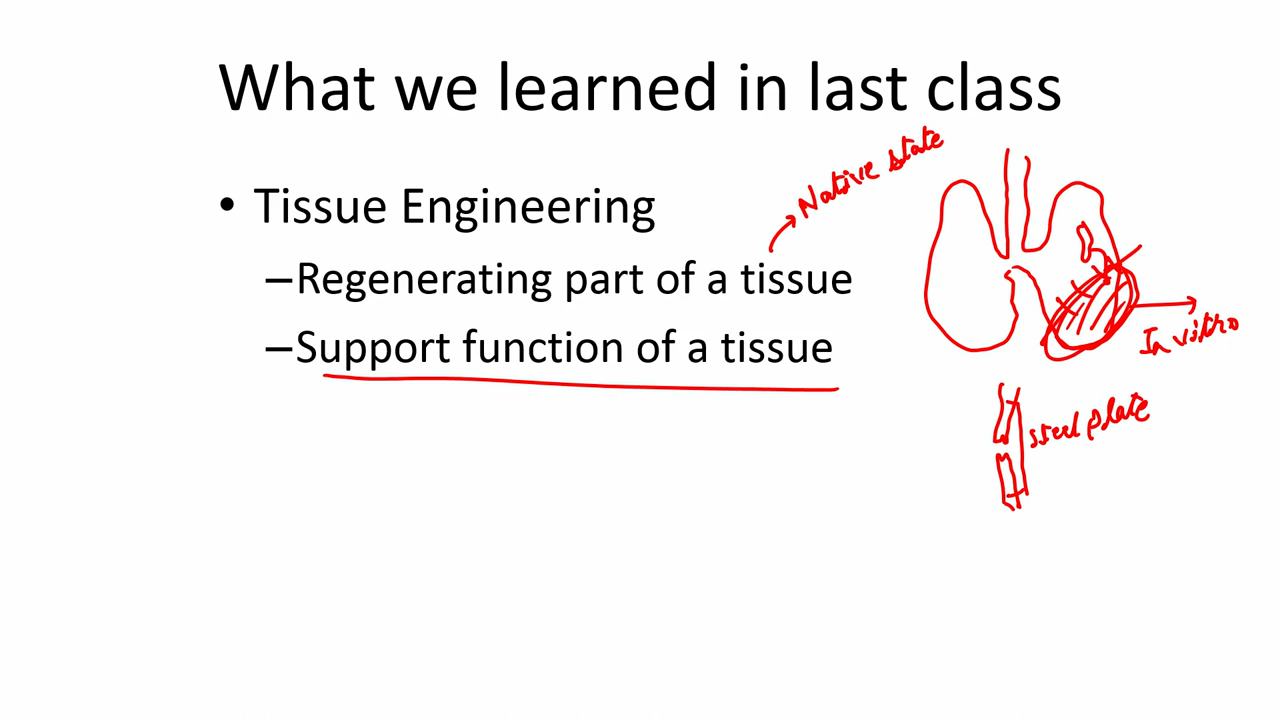 What we learned in last class
Native state
• Tissue Engineering
–Regenerating part of a tissue
–Support function of a tissue
In vitro
steel plate